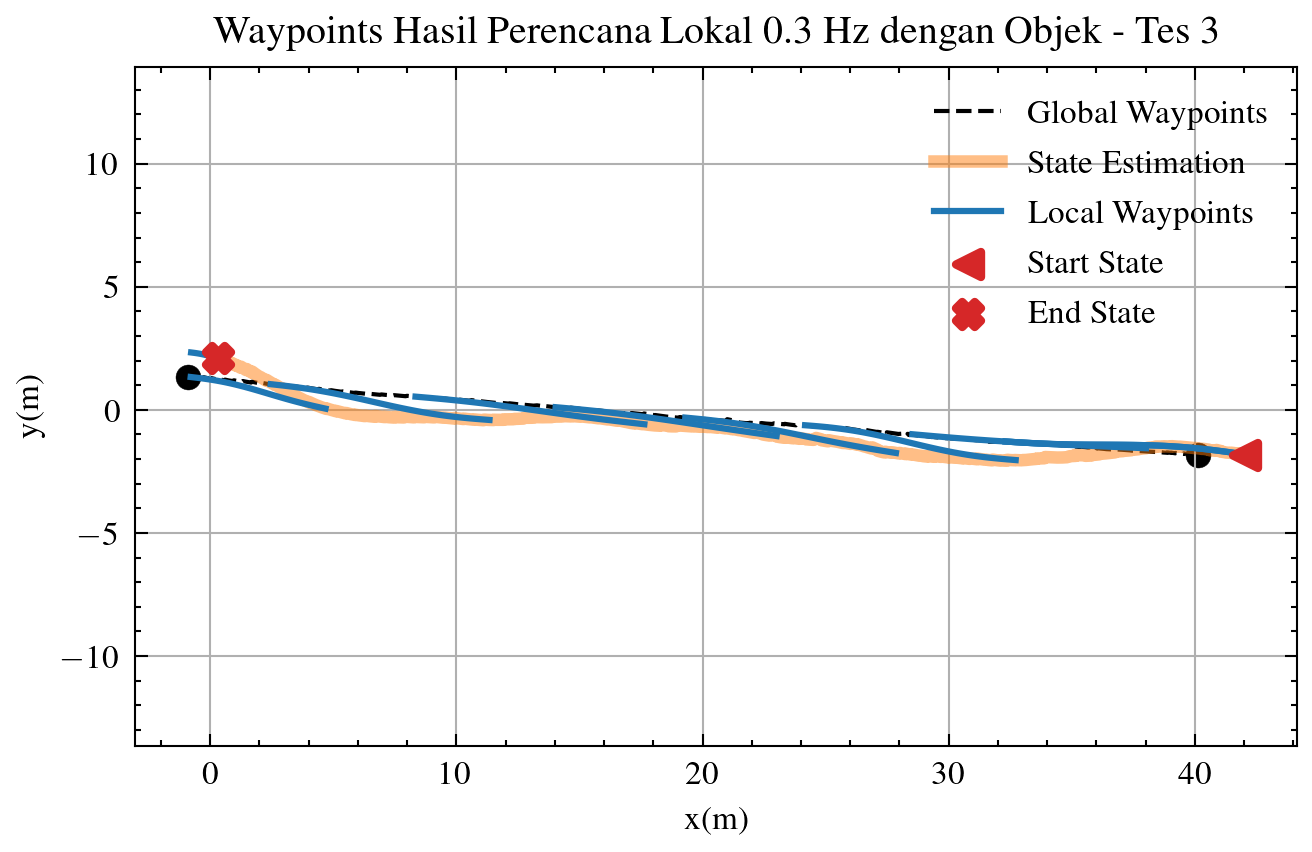 Waypoints Hasil Perencana Lokal 0.3 Hz dengan Objek - Tes 3
Global Waypoints
State Estimation
Local Waypoints
Start State
End State
10
5
0
−5
−10
y(m)
0
10
20
30
40
x(m)